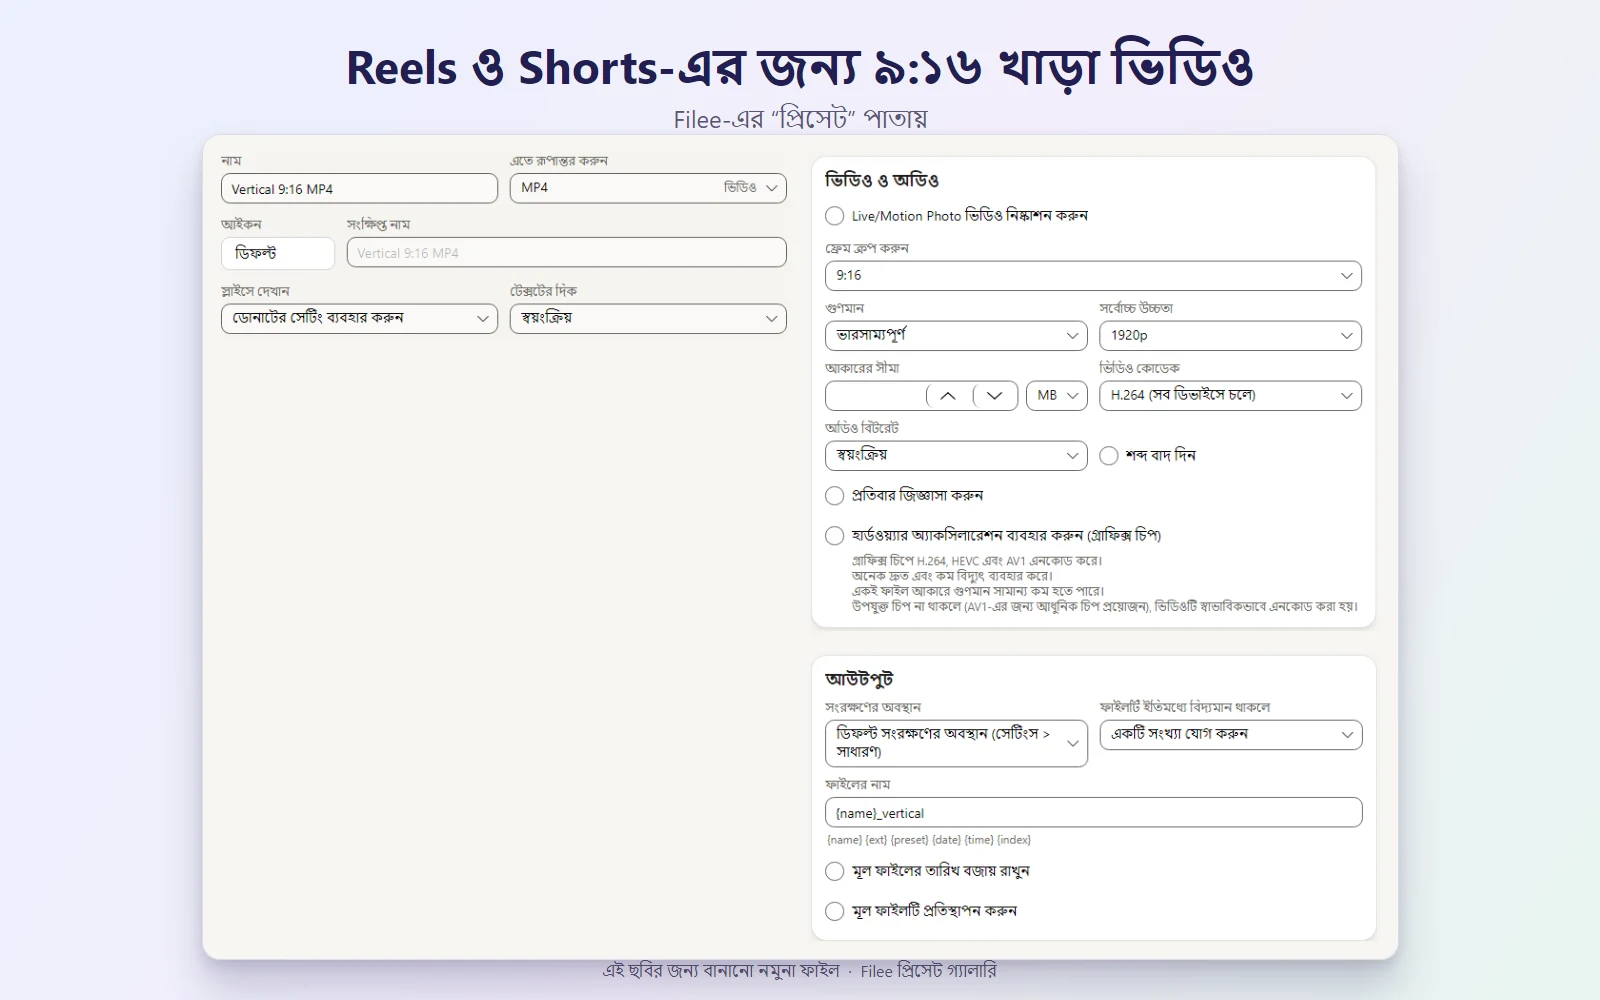 Reels ও Shorts-এর জন্য ৯:১৬ খাড়া ভিডিও
Filee-এর “প্রিসেট” পাতায়
নাম
Vertical 9:16 MP4
এতে রূপান্তর করুন
MP4 ভিডিও
আইকন
ডিফল্ট
সংক্ষিপ্ত নাম
Vertical 9:16 MP4
স্লাইসে দেখান
ডোনাটের সেটিং ব্যবহার করুন
টেক্সটের দিক
স্বয়ংক্রিয়
ভিডিও ও অডিও
Live/Motion Photo ভিডিও নিষ্কাশন করুন
ফ্রেম ক্রপ করুন
9:16
গুণমান
ভারসাম্যপূর্ণ
সর্বোচ্চ উচ্চতা
1920p
আকারের সীমা
MB
ভিডিও কোডেক
H.264 (সব ডিভাইসে চলে)
অডিও বিটরেট
স্বয়ংক্রিয়
শব্দ বাদ দিন
প্রতিবার জিজ্ঞাসা করুন
হার্ডওয়্যার অ্যাকসিলারেশন ব্যবহার করুন (গ্রাফিক্স চিপ)
গ্রাফিক্স চিপে H.264, HEVC এবং AV1 এনকোড করে।
অনেক দ্রুত এবং কম বিদ্যুৎ ব্যবহার করে।
একই ফাইল আকারে গুণমান সামান্য কম হতে পারে।
উপযুক্ত চিপ না থাকলে (AV1-এর জন্য আধুনিক চিপ প্রয়োজন), ভিডিওটি স্বাভাবিকভাবে এনকোড করা হয়।
আউটপুট
সংরক্ষণের অবস্থান
ডিফল্ট সংরক্ষণের অবস্থান (সেটিংস >
সাধারণ)
ফাইলটি ইতিমধ্যে বিদ্যমান থাকলে
একটি সংখ্যা যোগ করুন
ফাইলের নাম
{name}_vertical
{name} {ext} {preset} {date} {time} {index}
মূল ফাইলের তারিখ বজায় রাখুন
মূল ফাইলটি প্রতিস্থাপন করুন
এই ছবির জন্য বানানো নমুনা ফাইল · Filee প্রিসেট গ্যালারি